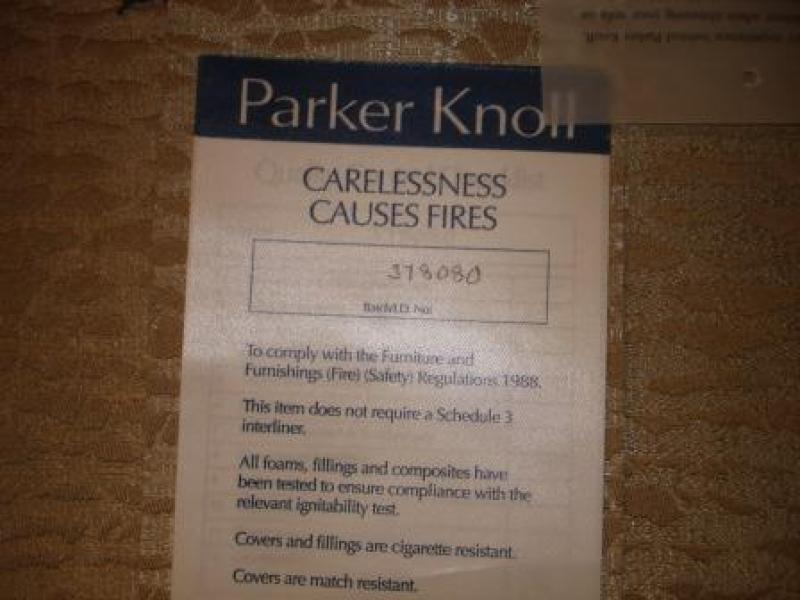 Parker Knoll
CARELESSNESS
CAUSES FIRES
378080
Batch/I.D. No:
To comply with the Furniture and
Furnishings (Fire) (Safety) Regulations 1988.
This item does not require a Schedule 3
interliner.
All foams, fillings and composites have
been tested to ensure compliance with the
relevant ignitability test.
Covers and fillings are cigarette resistant.
Covers are match resistant.